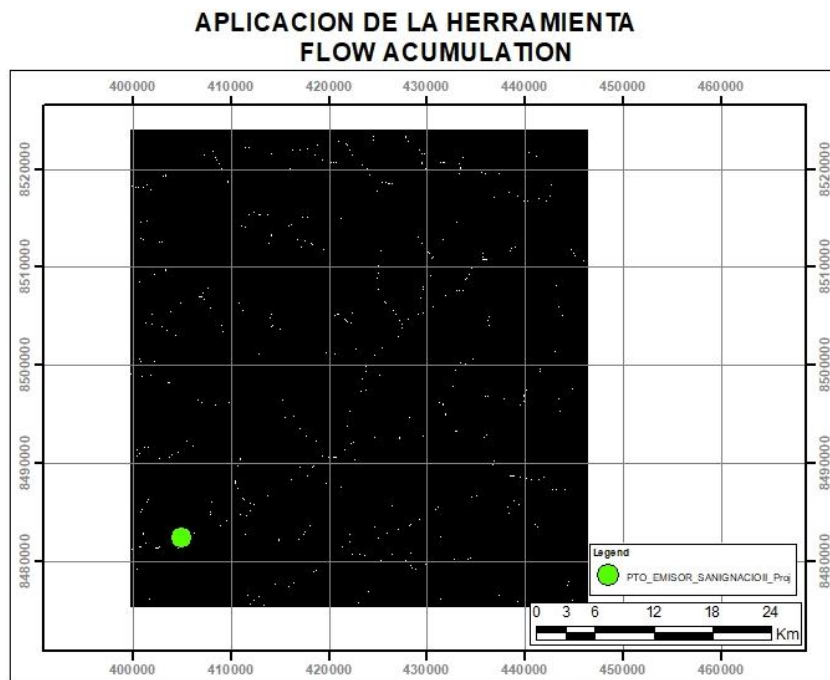 APLICACION DE LA HERRAMIENTA
FLOW ACUMULATION
400000 410000 420000 430000 440000 450000 460000
8520000 8520000
8510000 8510000
8500000 8500000
8490000 8490000
8480000 8480000
Legend
PTO_EMISOR_SANIGNACIOII_Proj
0 3 6 12 18 24
Km
400000 410000 420000 430000 440000 450000 460000